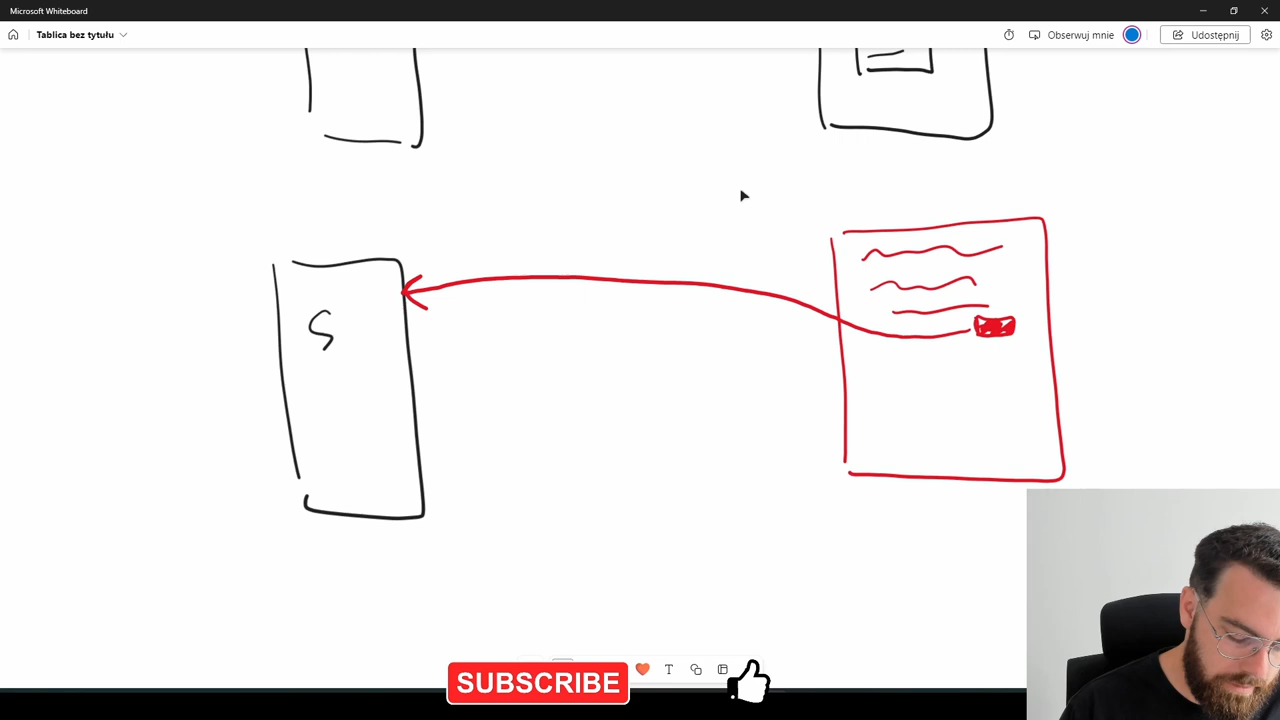 Microsoft Whiteboard
Tablica bez tytułu
Obserwuj mnie
Udostępnij
S
T
SUBSCRIBE